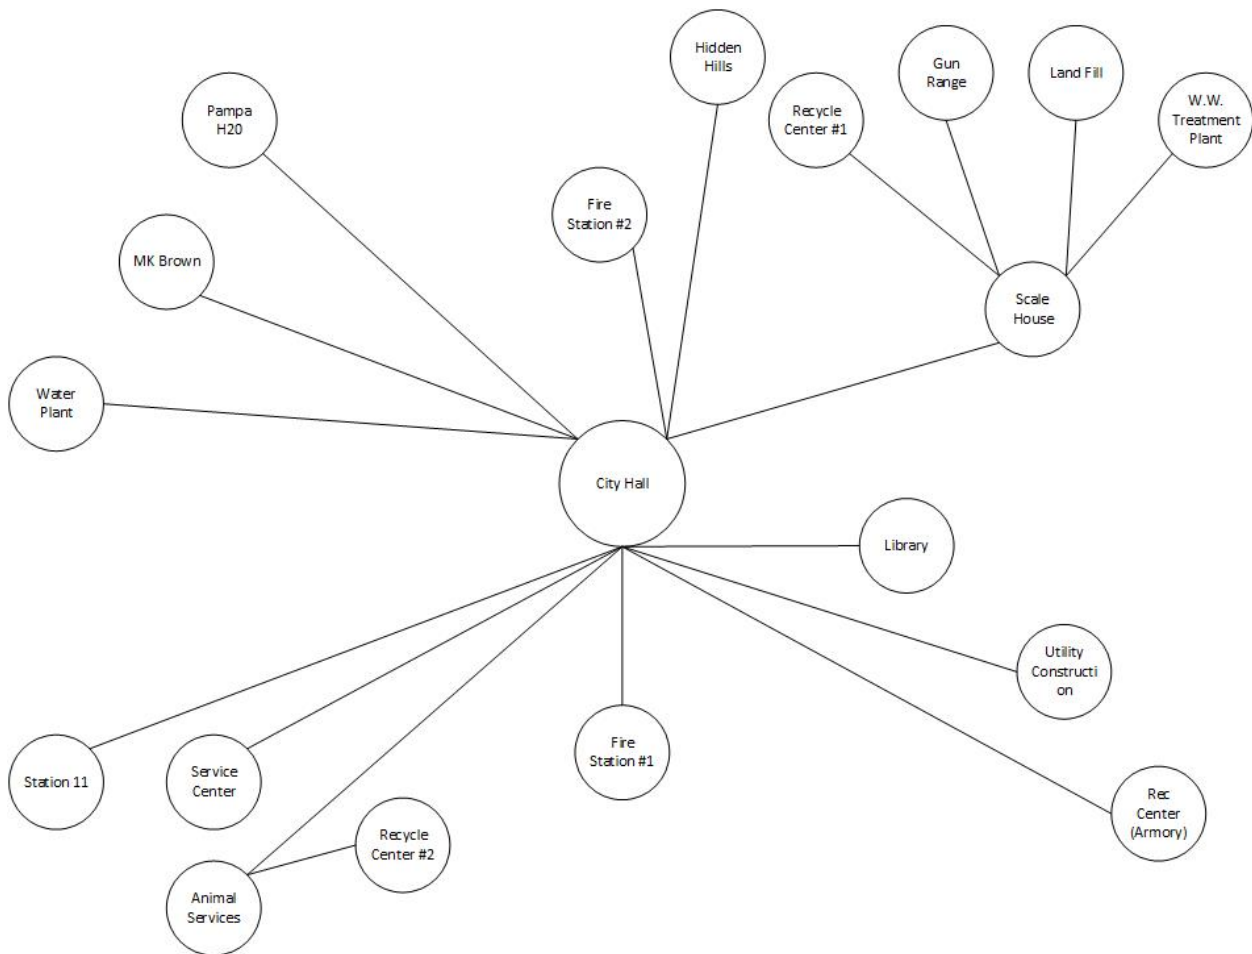 Hidden
Hills
Gun
Range
Land Fill
Pampa
H20
Recycle
Center #1
W.W.
Treatment
Plant
Fire
Station #2
MK Brown
Scale
House
Water
Plant
City Hall
Library
Utility
Constructi
on
Fire
Station #1
Station 11
Service
Center
Rec
Center
(Armory)
Recycle
Center #2
Animal
Services